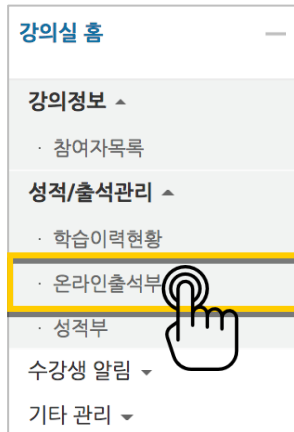 강의실 홈
강의정보
· 참여자목록
성적/출석관리
· 학습이력현황
· 온라인출석부
· 성적부
수강생 알림
기타 관리